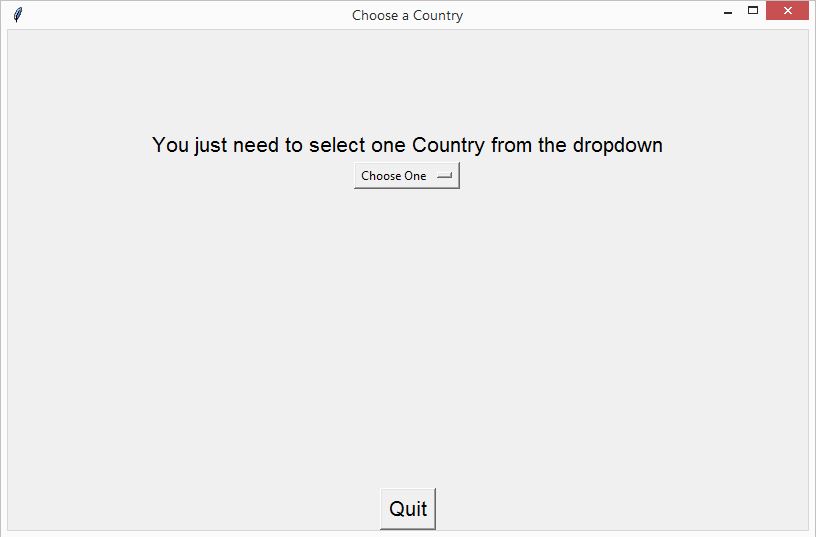 Choose a Country
You just need to select one Country from the dropdown
Choose One
Quit